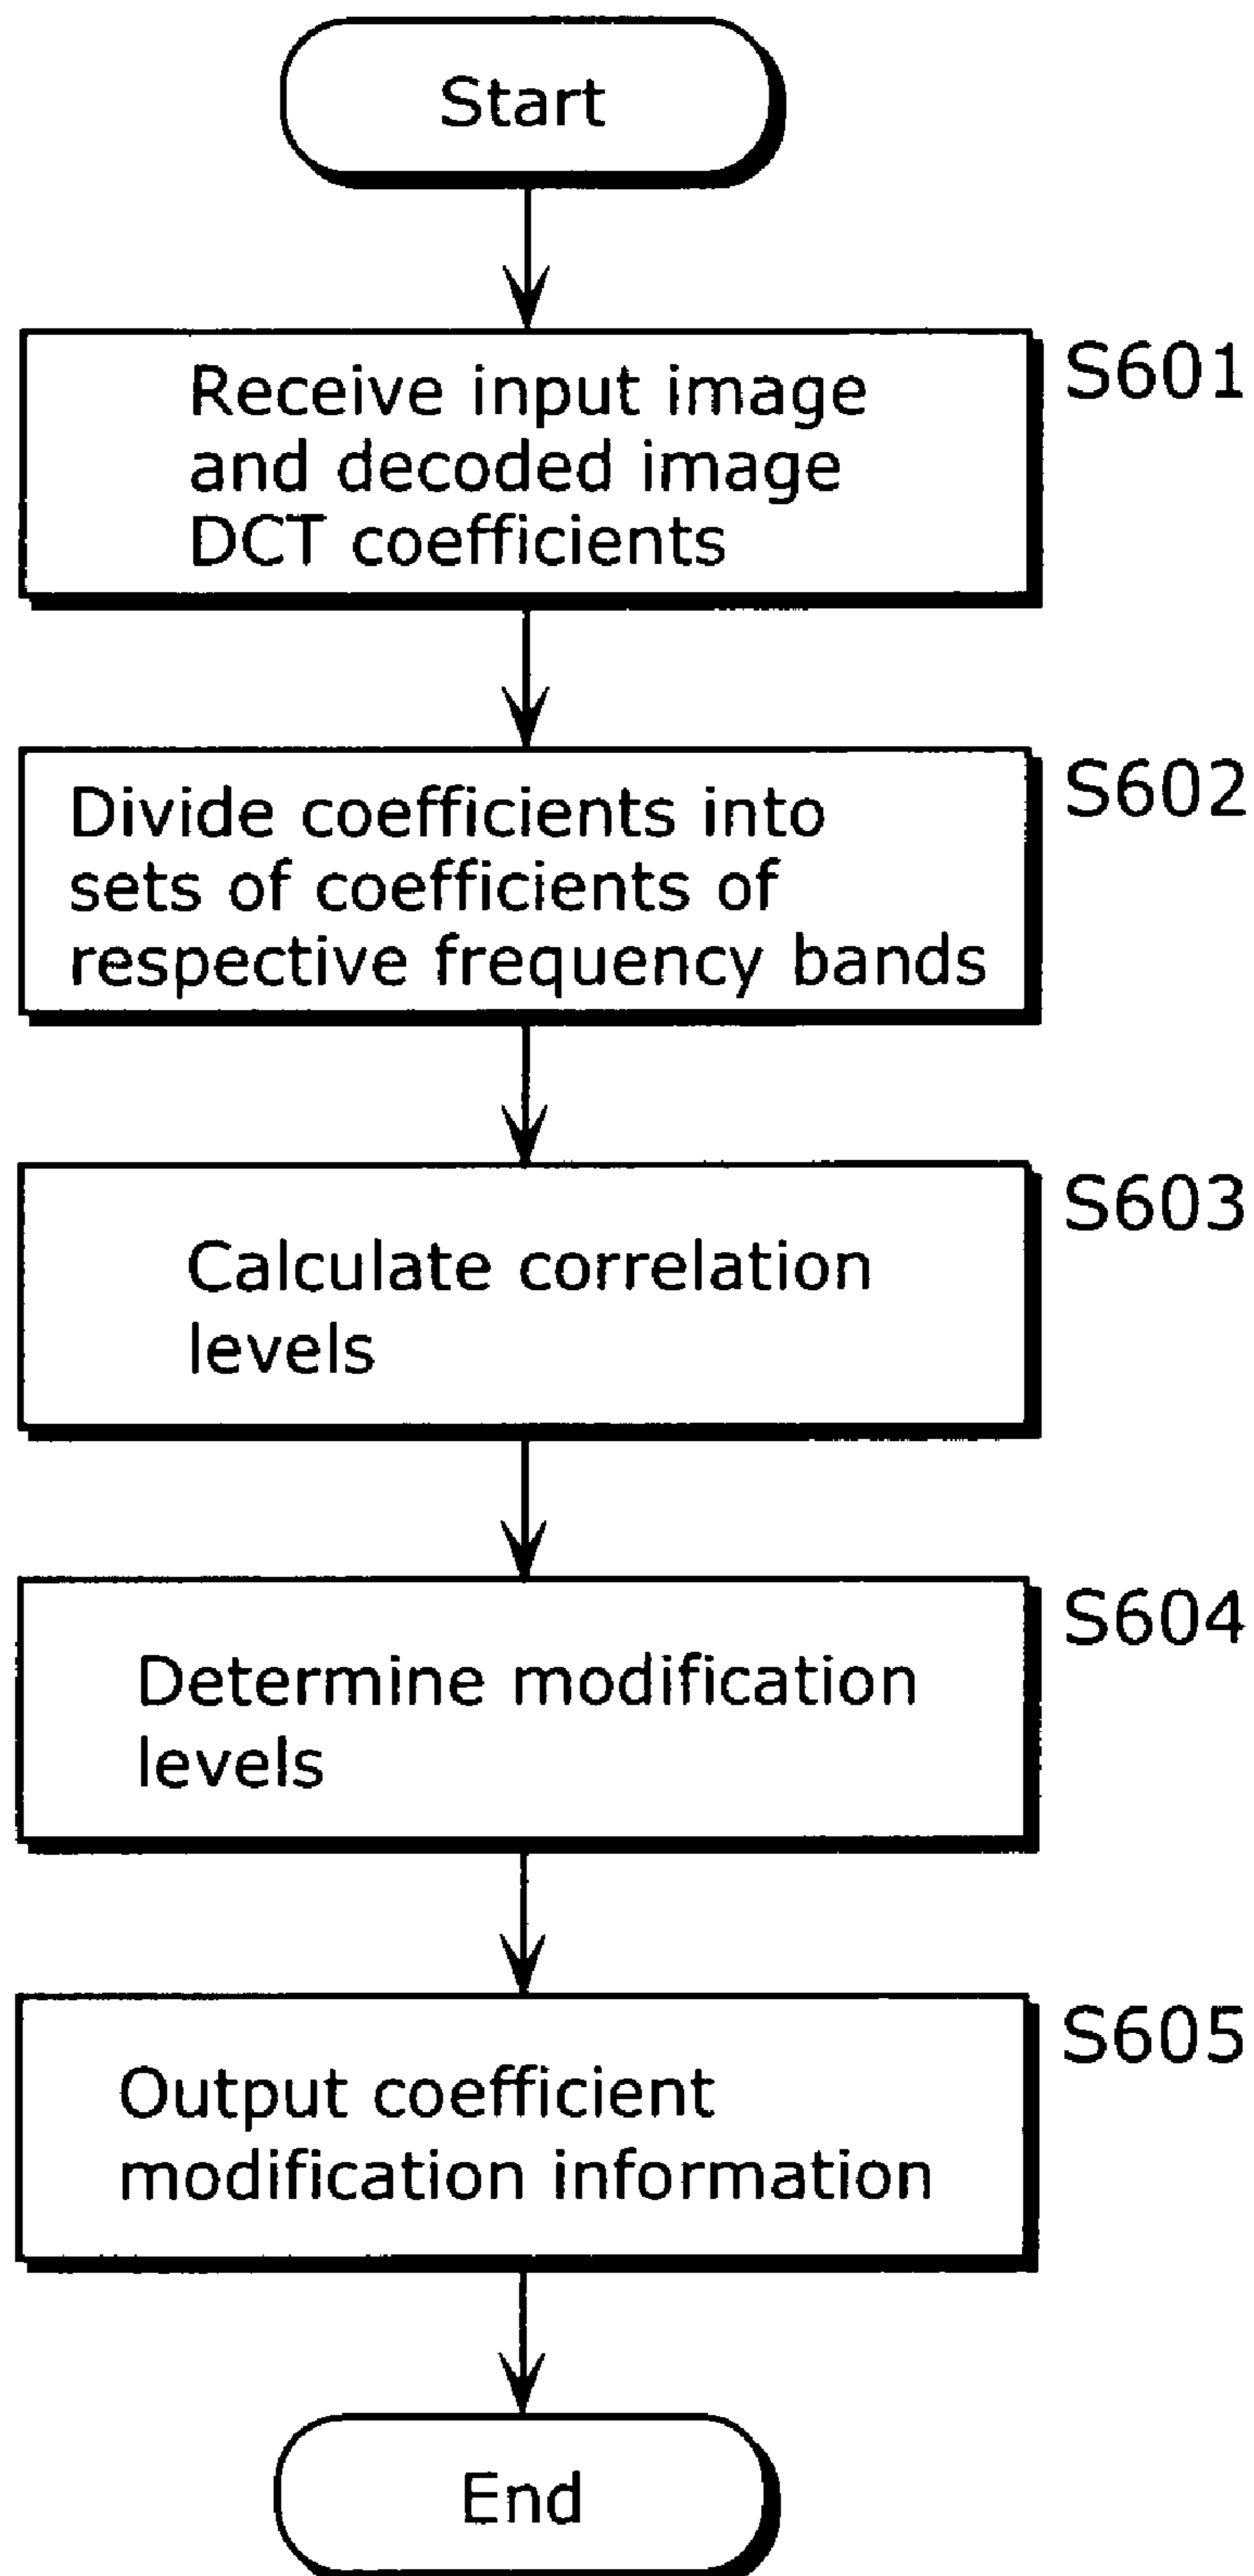 Start
S601
Receive input image
and decoded image
DCT coefficients
S602
Divide coefficients into
sets of coefficients of
respective frequency bands
S603
Calculate correlation
levels
S604
Determine modification
levels
S605
Output coefficient
modification information
End